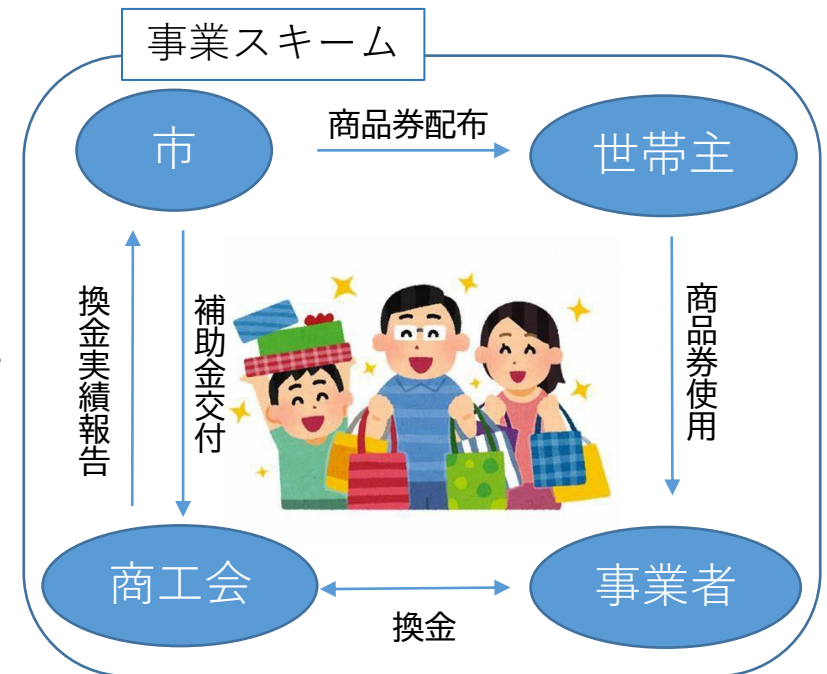 事業スキーム
市
商品券配布
世帯主
換金実績報告
補助金交付
商品券使用
商工会
換金
事業者